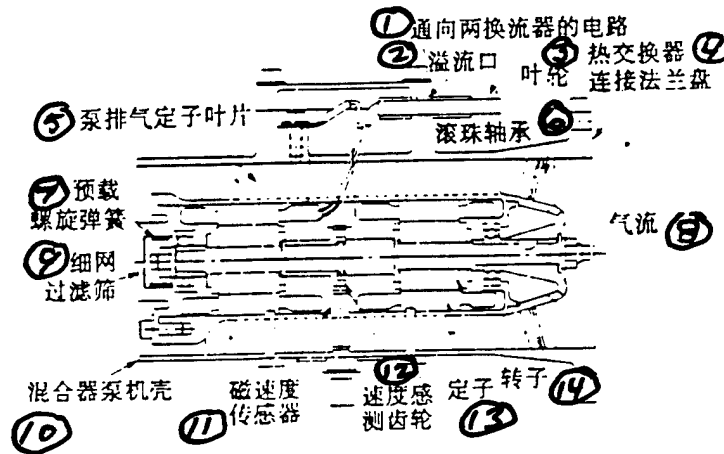 ① 通向两换流器的电路
② 溢流口
③ 热交换器 ④
叶轮 连接法兰盘
⑤ 泵排气定子叶片
滚珠轴承 ⑥
⑦ 预载
螺旋弹簧
气流 ⑧
⑨ 细网
过滤筛
混合器泵机壳
⑩
磁速度
传感器
⑪
⑫
速度感
测齿轮
定子
⑬
转子 ⑭